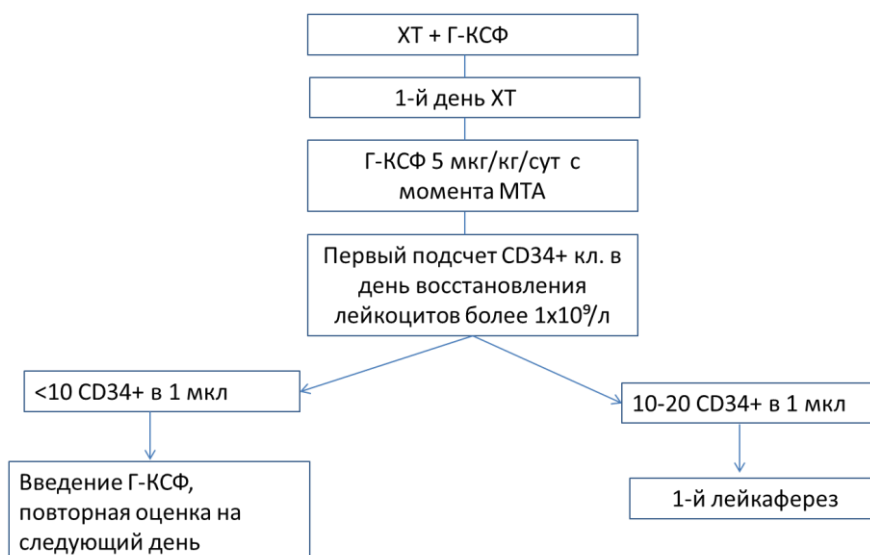 ХТ + Г-КСФ
1-й день ХТ
Г-КСФ 5 мкг/кг/сут с
момента МТА
Первый подсчет CD34+ кл. в
день восстановления
лейкоцитов более 1х10⁹/л
<10 CD34+ в 1 мкл
10-20 CD34+ в 1 мкл
Введение Г-КСФ,
повторная оценка на
следующий день
1-й лейкаферез